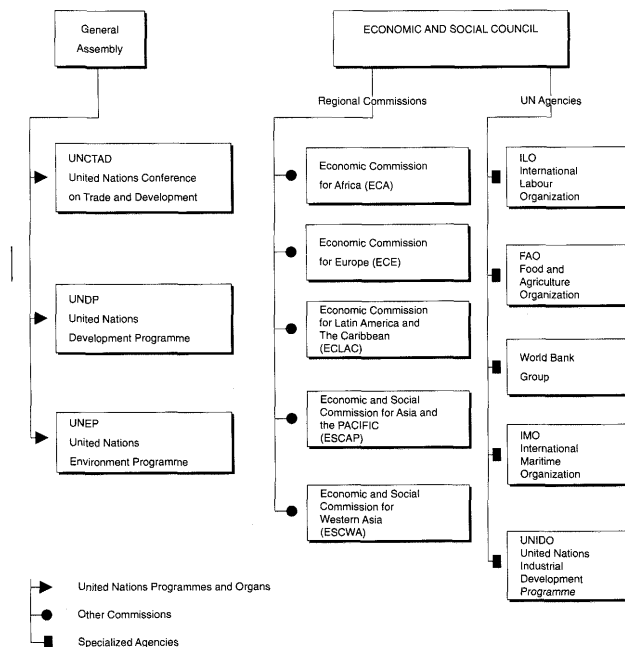 General
Assembly
ECONOMIC AND SOCIAL COUNCIL
Regional Commissions
UN Agencies
UNCTAD
United Nations Conference
on Trade and Development
UNDP
United Nations
Development Programme
UNEP
United Nations
Environment Programme
Economic Commission
for Africa (ECA)
Economic Commission
for Europe (ECE)
Economic Commission
for Latin America and
The Caribbean
(ECLAC)
Economic and Social
Commission for Asia and
the PACIFIC
(ESCAP)
Economic and Social
Commission for
Western Asia
(ESCWA)
ILO
International
Labour
Organization
FAO
Food and
Agriculture
Organization
World Bank
Group
IMO
International
Maritime
Organization
UNIDO
United Nations
Industrial
Development
Programme
United Nations Programmes and Organs
Other Commissions
Specialized Agencies